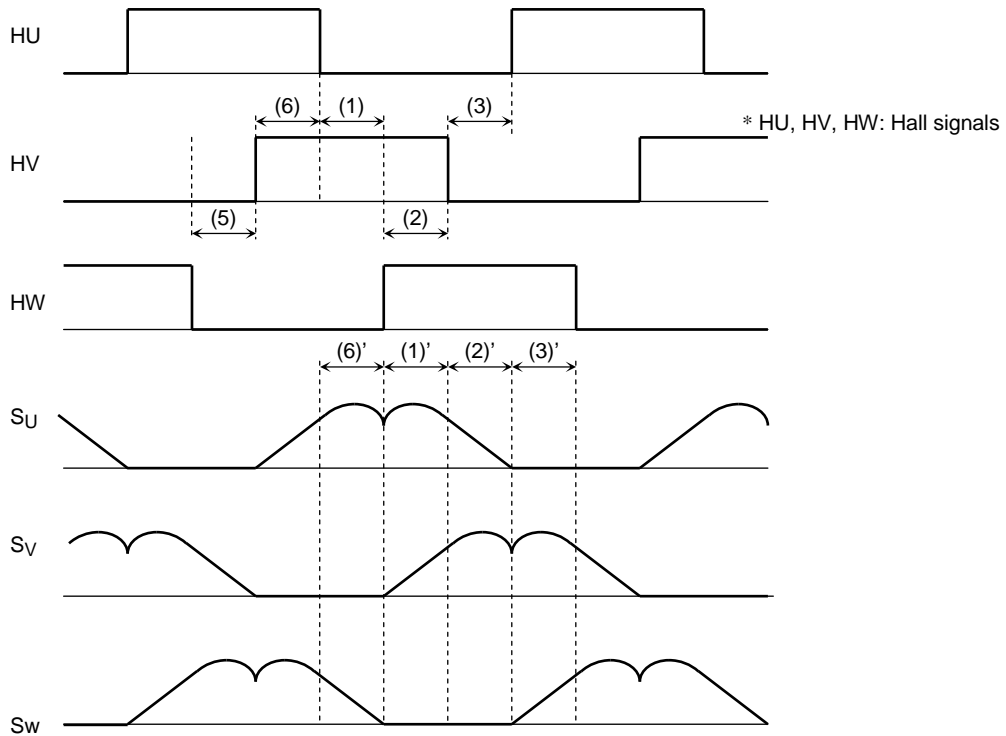 HU
(6) (1) (3)
* HU, HV, HW: Hall signals
HV
(5) (2)
HW
(6)’ (1)’ (2)’ (3)’
SU
SV
SW